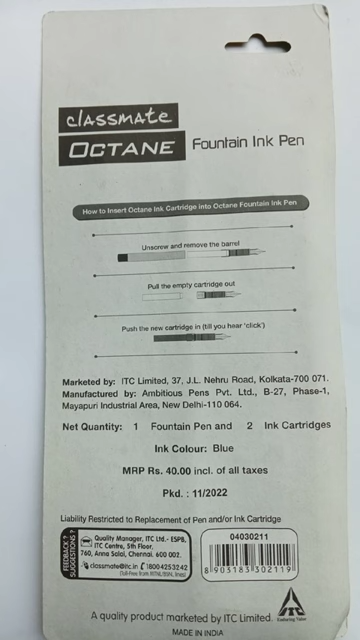 classmate
OCTANE Fountain Ink Pen
How to Insert Octane Ink Cartridge into Octane Fountain Ink Pen
Unscrew and remove the barrel
Pull the empty cartridge out
Push the new cartridge in (till you hear 'click')
Marketed by: ITC Limited, 37, J.L. Nehru Road, Kolkata-700 071.
Manufactured by: Ambitious Pens Pvt. Ltd., B-27, Phase-1,
Mayapuri Industrial Area, New Delhi-110 064.
Net Quantity: 1 Fountain Pen and 2 Ink Cartridges
Ink Colour: Blue
MRP Rs. 40.00 incl. of all taxes
Pkd. : 11/2022
Liability Restricted to Replacement of Pen and/or Ink Cartridge
FEEDBACK ?
SUGGESTIONS ?
Quality Manager, ITC Ltd.- ESPB,
ITC Centre, 5th Floor,
760, Anna Salai, Chennai. 600 002.
classmate@itc.in 18004253242
(Toll-Free from MTNL/BSNL lines)
04030211
8 903183 302119
A quality product marketed by ITC Limited.
ITC
Enduring Value
MADE IN INDIA